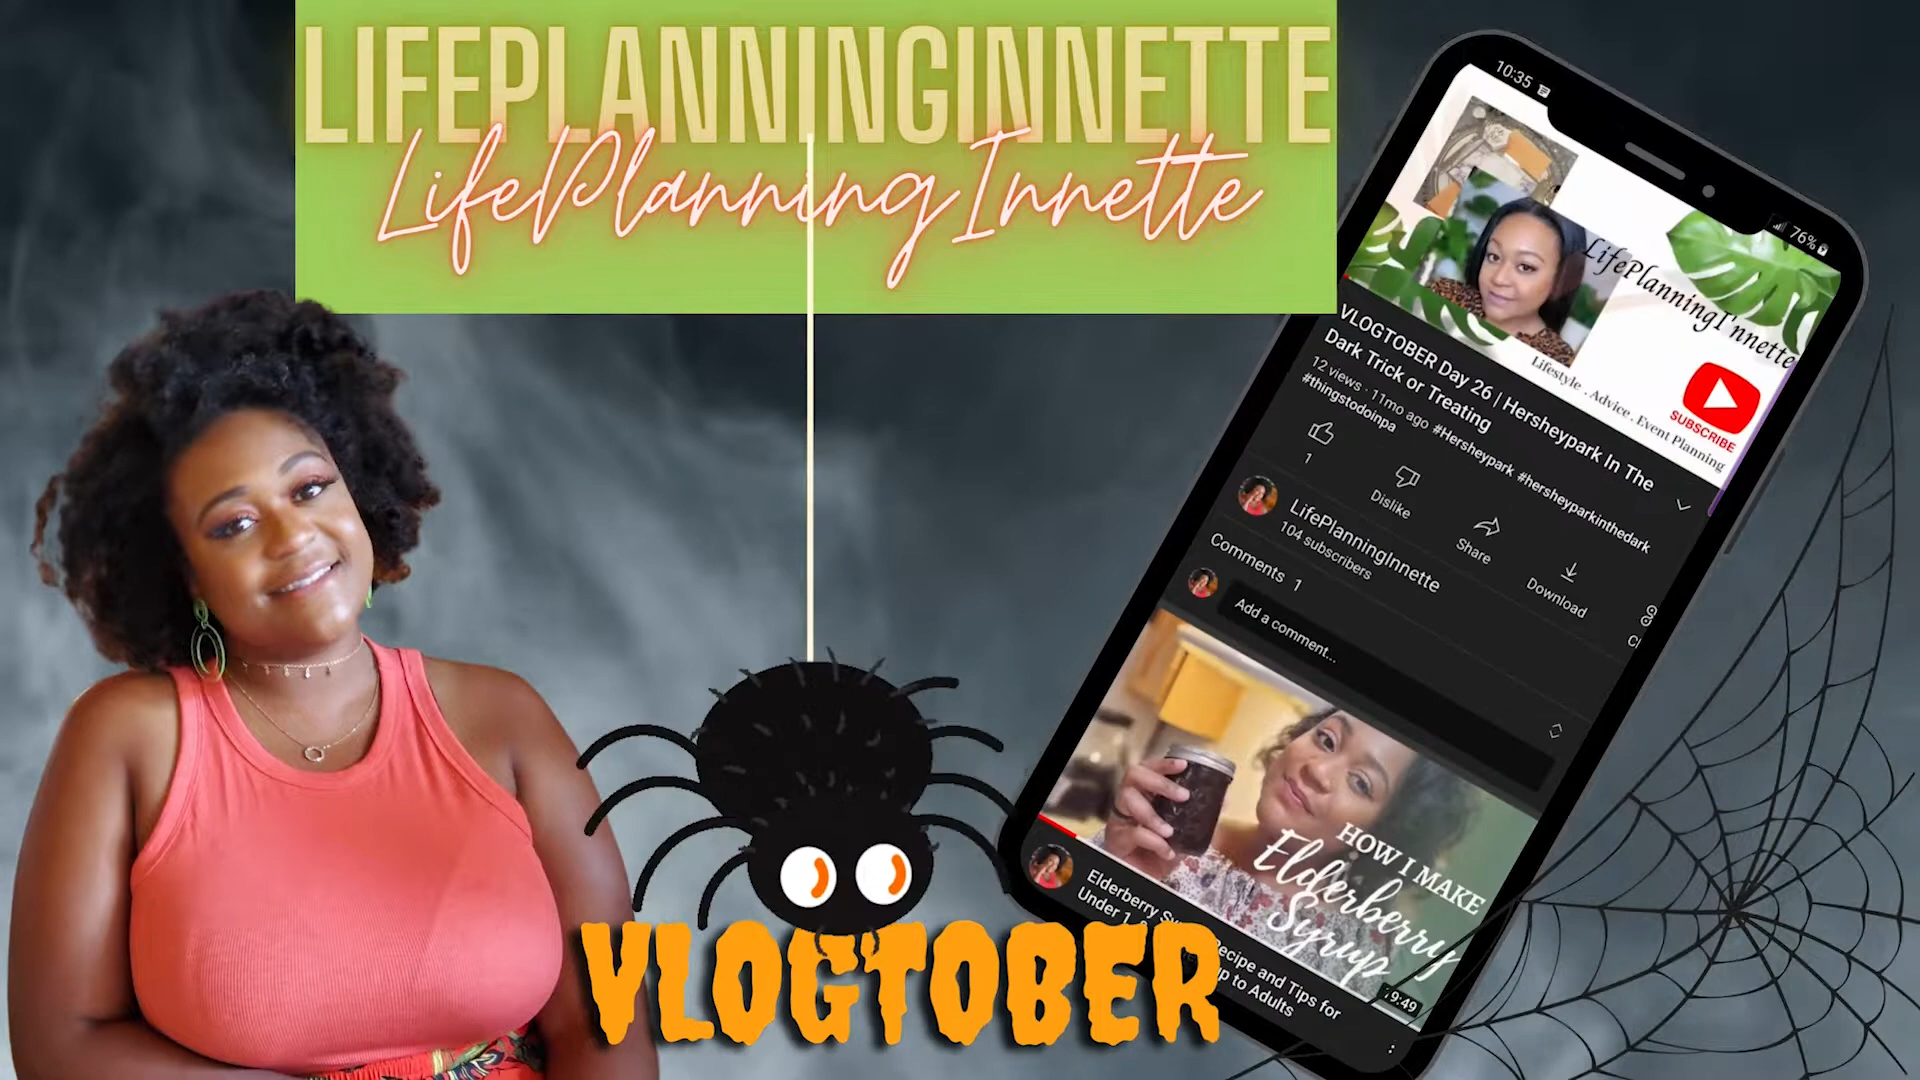 LIFEPLANNINGINNETTE
LifePlanningInnette
10:35
76%
LifePlanningI'nnette
Lifestyle . Advice . Event Planning
SUBSCRIBE
VLOGTOBER Day 26 | Hersheypark In The
Dark Trick or Treating
12 views · 11mo ago #Hersheypark #hersheyparkinthedark
#thingstodoinpa
1
Dislike
Share
Download
LifePlanningInnette
104 subscribers
Comments 1
Add a comment...
HOW I MAKE
Elderberry
Syrup
9:49
Elderberry
Recipe and Tips for
Under 1
up to Adults
VLOGTOBER